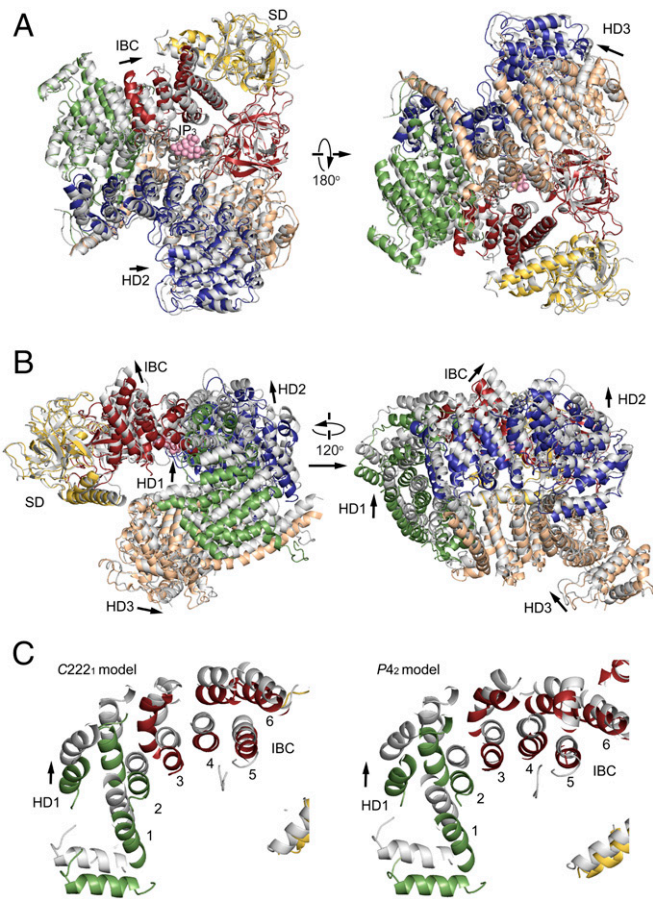 A
SD
IBC
IP3
HD2
180°
HD3
B
IBC
HD2
HD1
SD
HD3
120°
IBC
HD2
HD1
HD3
C
C2221 model
6
IBC
3
4
5
HD1
2
1
P42 model
6
IBC
3
4
5
HD1
2
1